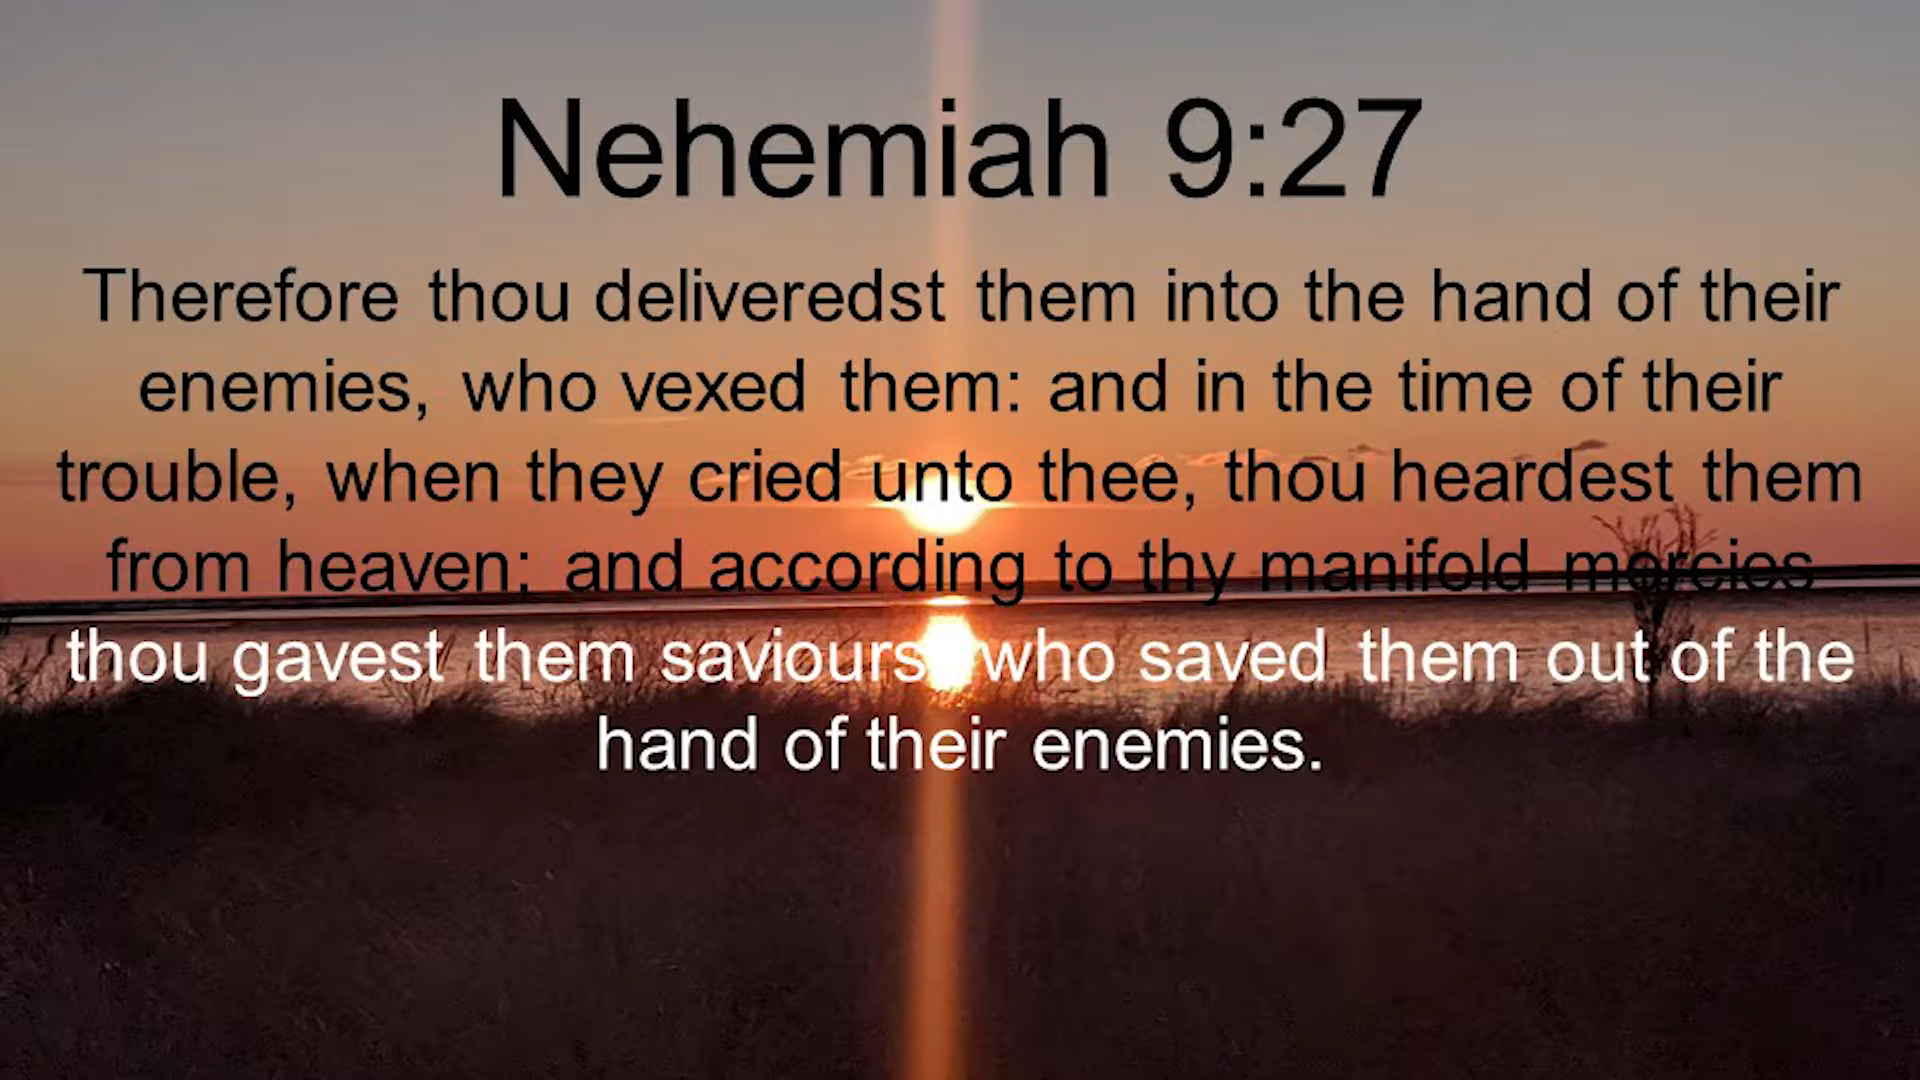 Nehemiah 9:27
Therefore thou deliveredst them into the hand of their
enemies, who vexed them: and in the time of their
trouble, when they cried unto thee, thou heardest them
from heaven; and according to thy manifold mercies
thou gavest them saviours who saved them out of the
hand of their enemies.